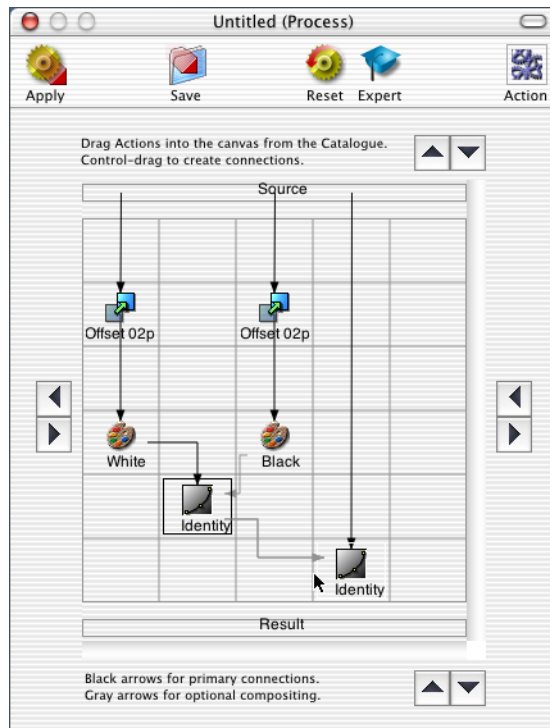 Untitled (Process)
Apply Save Reset Expert Action
Drag Actions into the canvas from the Catalogue.
Control-drag to create connections.
Source
Offset 02p Offset 02p
White Black
Identity
Identity
Result
Black arrows for primary connections.
Gray arrows for optional compositing.